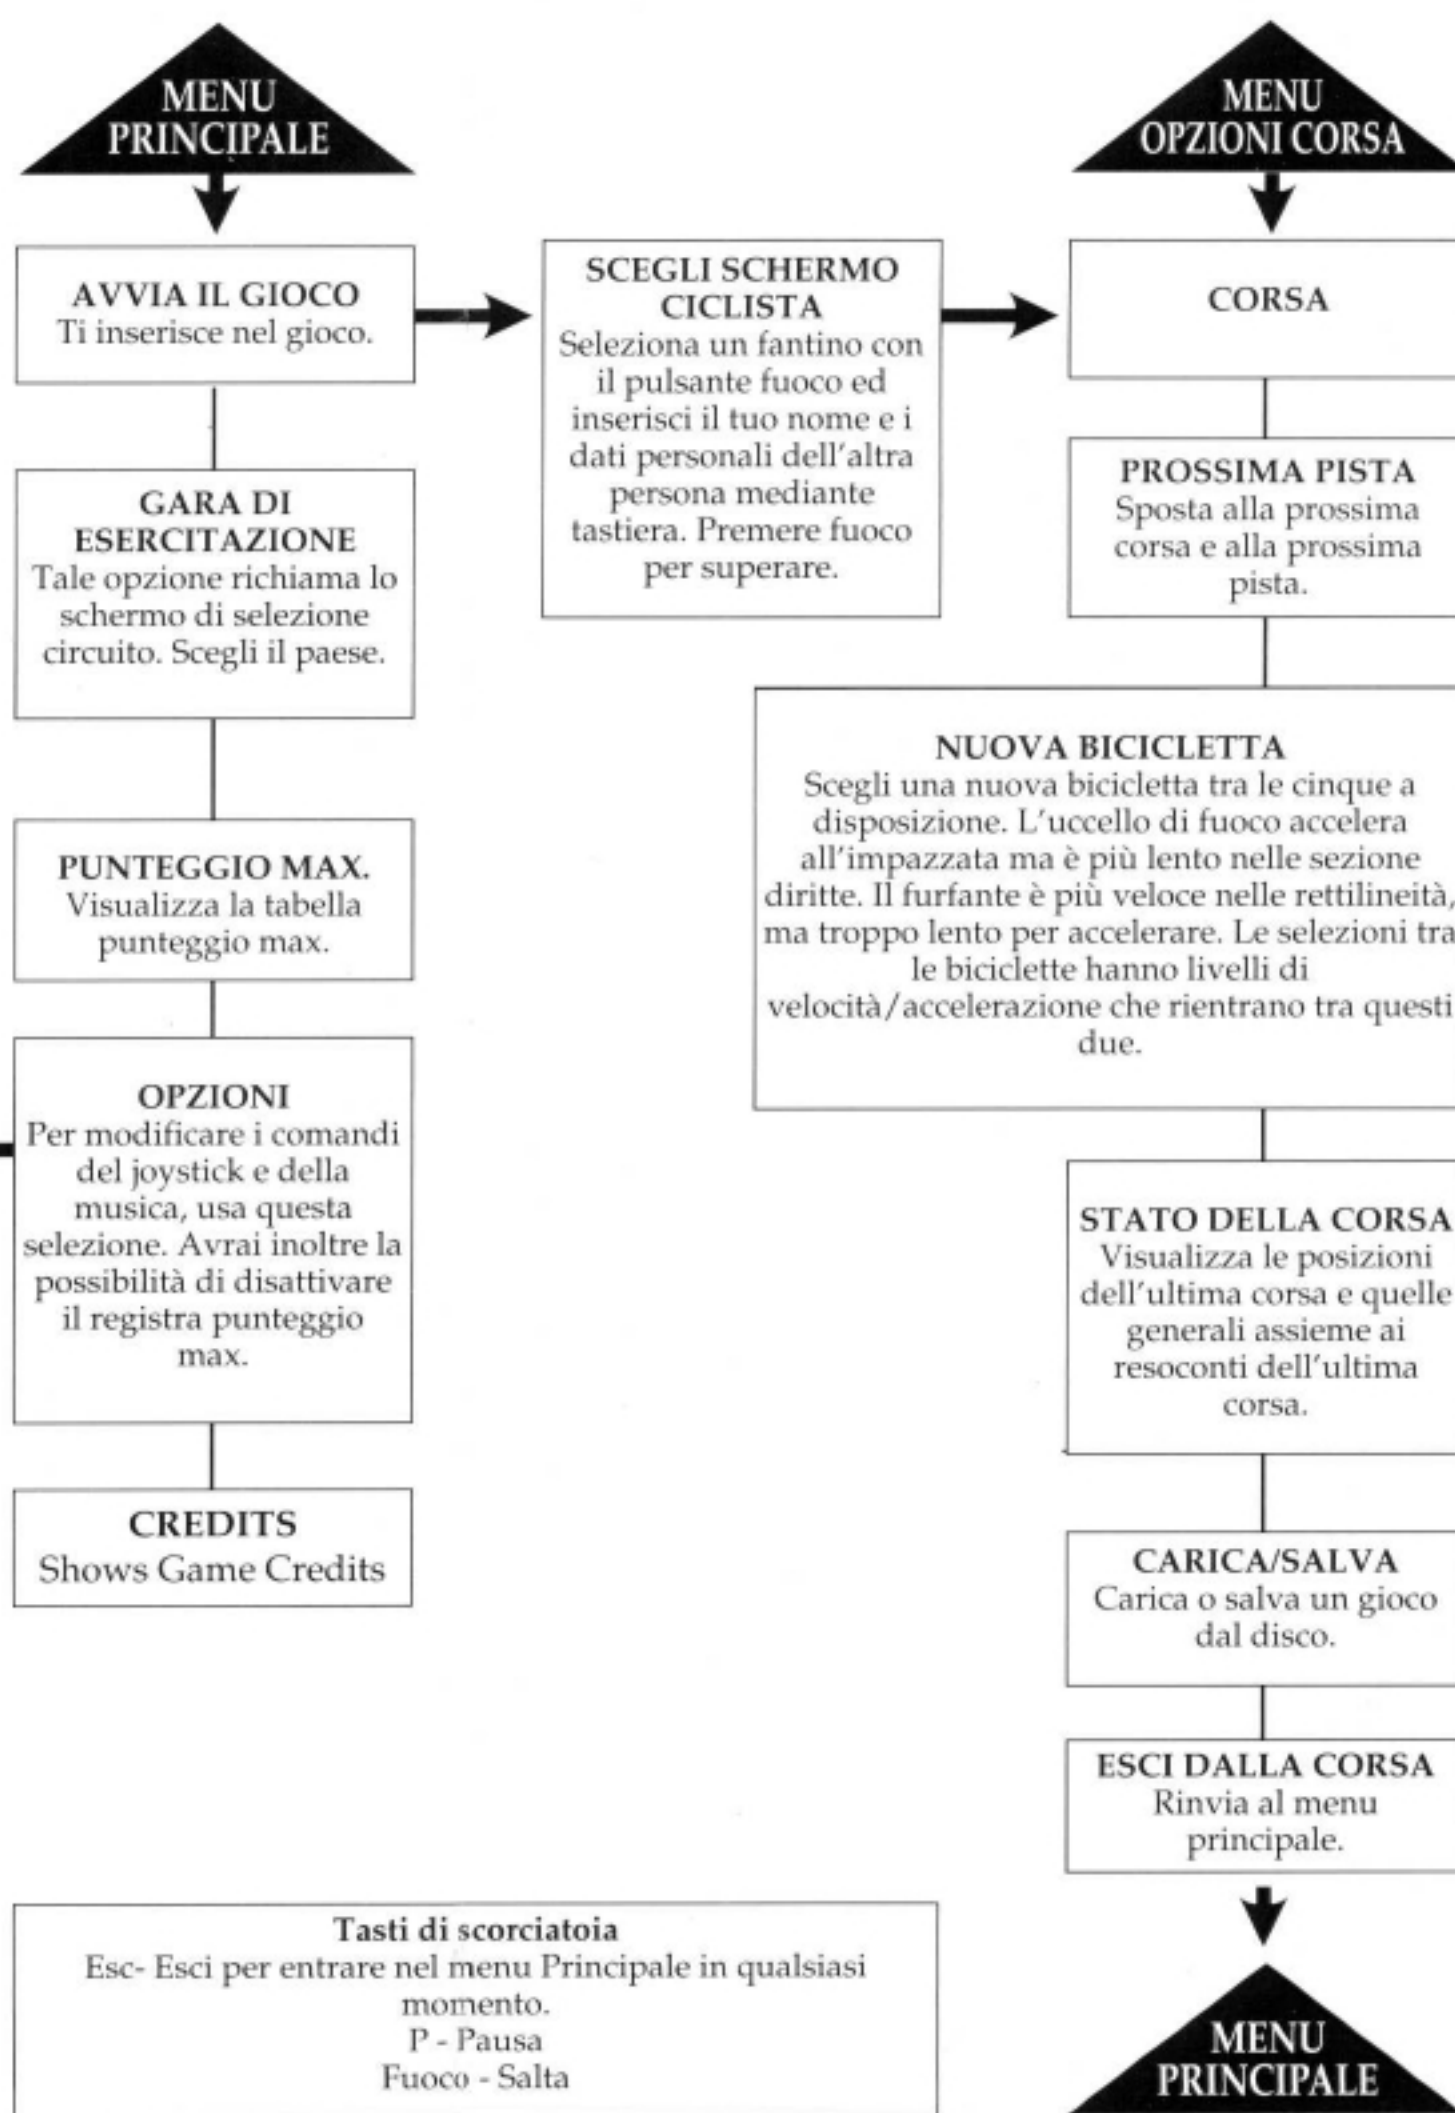 MENU
PRINCIPALE
AVVIA IL GIOCO
Ti inserisce nel gioco.
GARA DI
ESERCITAZIONE
Tale opzione richiama lo
schermo di selezione
circuito. Scegli il paese.
PUNTEGGIO MAX.
Visualizza la tabella
punteggio max.
OPZIONI
Per modificare i comandi
del joystick e della
musica, usa questa
selezione. Avrai inoltre la
possibilità di disattivare
il registra punteggio
max.
CREDITS
Shows Game Credits
SCEGLI SCHERMO
CICLISTA
Seleziona un fantino con
il pulsante fuoco ed
inserisci il tuo nome e i
dati personali dell'altra
persona mediante
tastiera. Premere fuoco
per superare.
MENU
OPZIONI CORSA
CORSA
PROSSIMA PISTA
Sposta alla prossima
corsa e alla prossima
pista.
NUOVA BICICLETTA
Scegli una nuova bicicletta tra le cinque a
disposizione. L'uccello di fuoco accelera
all'impazzata ma è più lento nelle sezione
diritte. Il furfante è più veloce nelle rettilineità,
ma troppo lento per accelerare. Le selezioni tra
le biciclette hanno livelli di
velocità/accelerazione che rientrano tra questi
due.
STATO DELLA CORSA
Visualizza le posizioni
dell'ultima corsa e quelle
generali assieme ai
resoconti dell'ultima
corsa.
CARICA/SALVA
Carica o salva un gioco
dal disco.
ESCI DALLA CORSA
Rinvia al menu
principale.
MENU
PRINCIPALE
Tasti di scorciatoia
Esc- Esci per entrare nel menu Principale in qualsiasi
momento.
P - Pausa
Fuoco - Salta